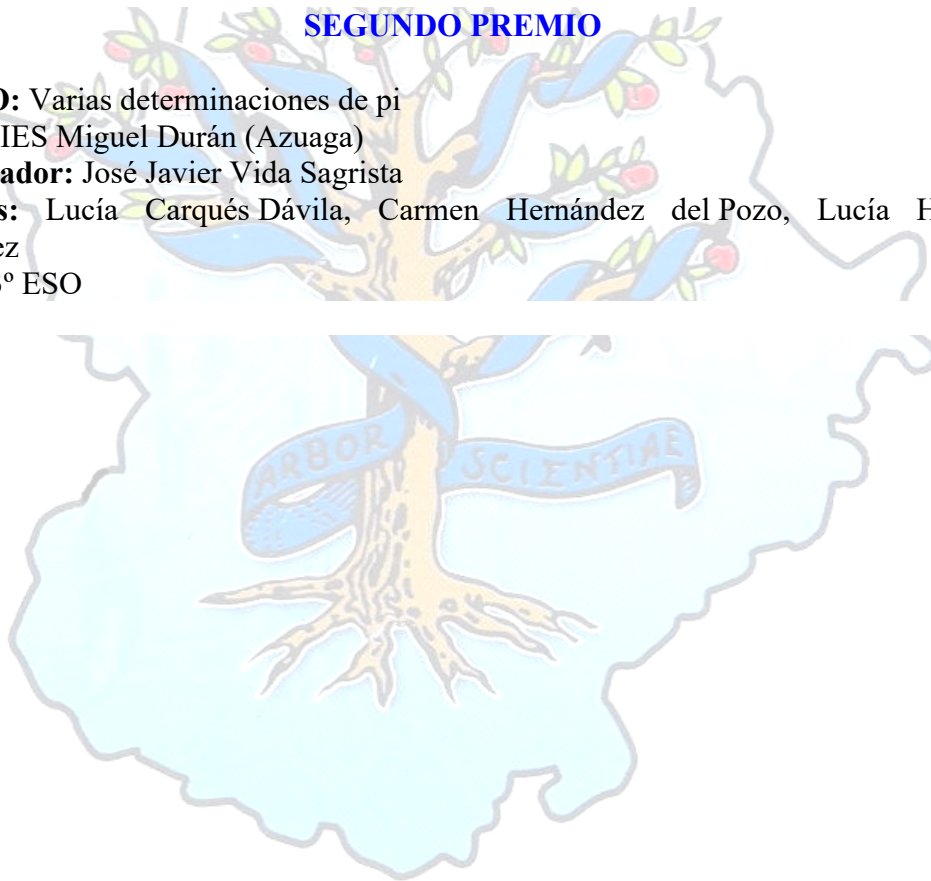 SEGUNDO PREMIO
O: Varias determinaciones de pi
IES Miguel Durán (Azuaga)
ador: José Javier Vida Sagrista
s: Lucía Carqués Dávila, Carmen Hernández del Pozo, Lucía H
ez
º ESO
ARBOR SCIENTIAE